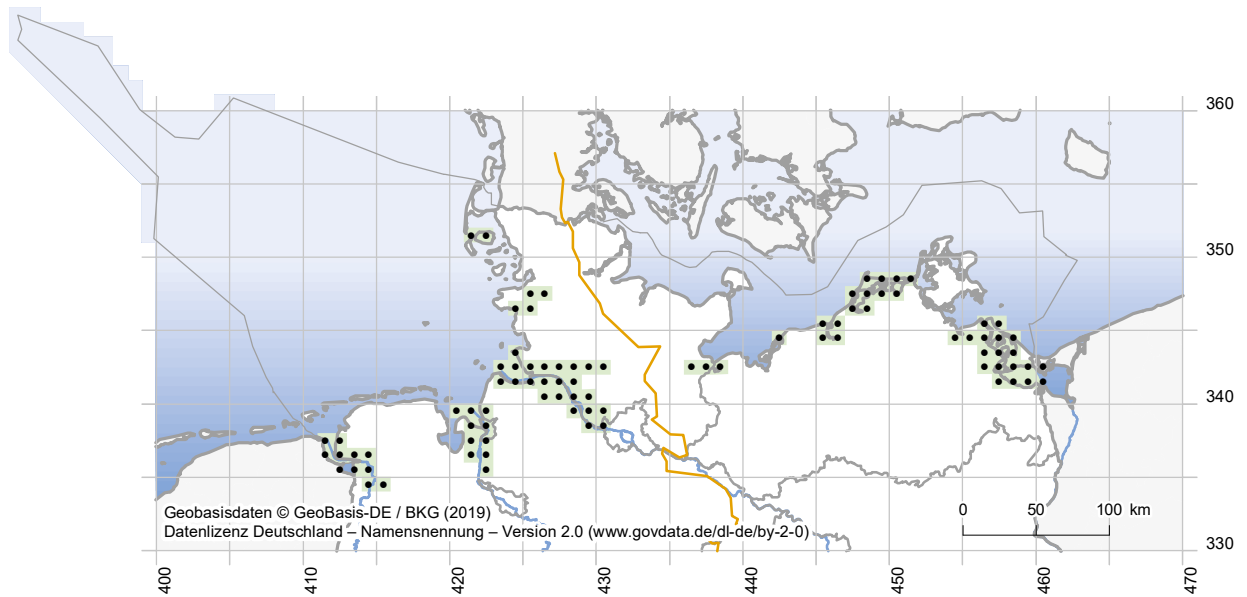 360
350
340
330
Geobasisdaten © GeoBasis-DE / BKG (2019)
Datenlizenz Deutschland – Namensnennung – Version 2.0 (www.govdata.de/dl-de/by-2-0)
0 50 100 km
400 410 420 430 440 450 460 470